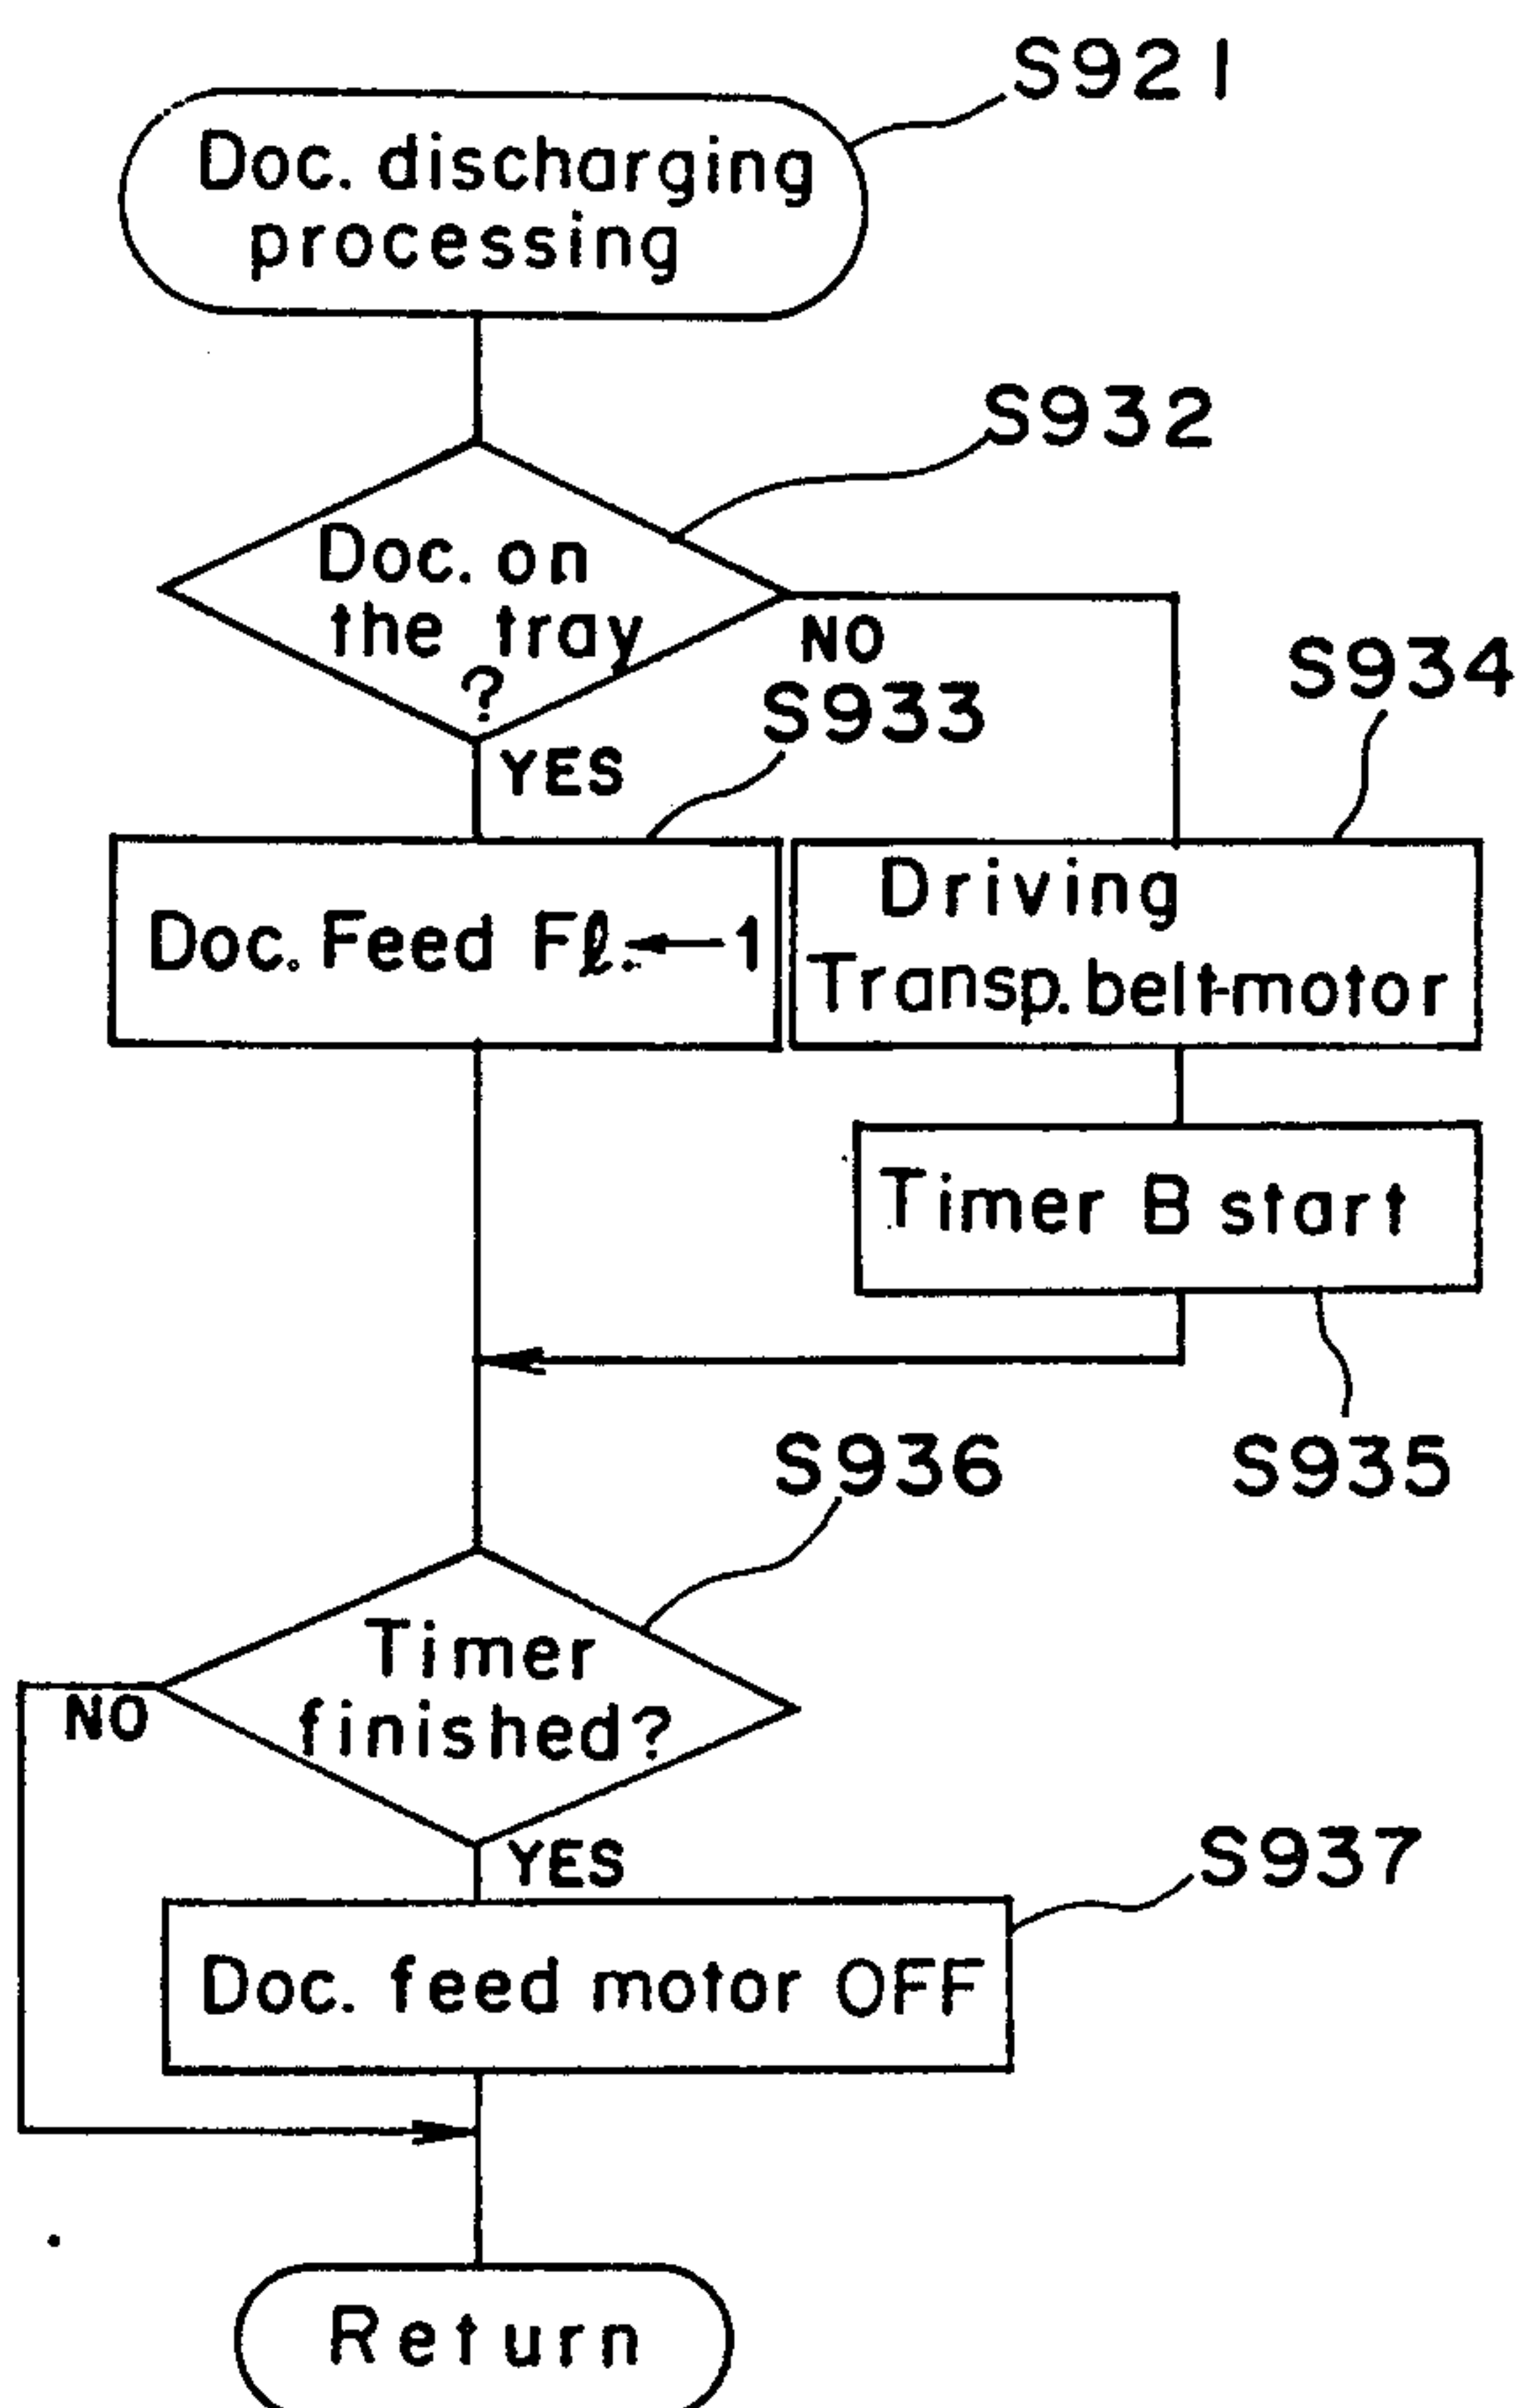 S921
Doc. discharging
processing
S932
Doc. on
the tray
?
NO
S933
S934
YES
Doc. Feed Fℓ.←1
Driving
Transp. belt-motor
Timer B start
S935
S936
Timer
finished?
NO
YES
S937
Doc. feed motor OFF
Return